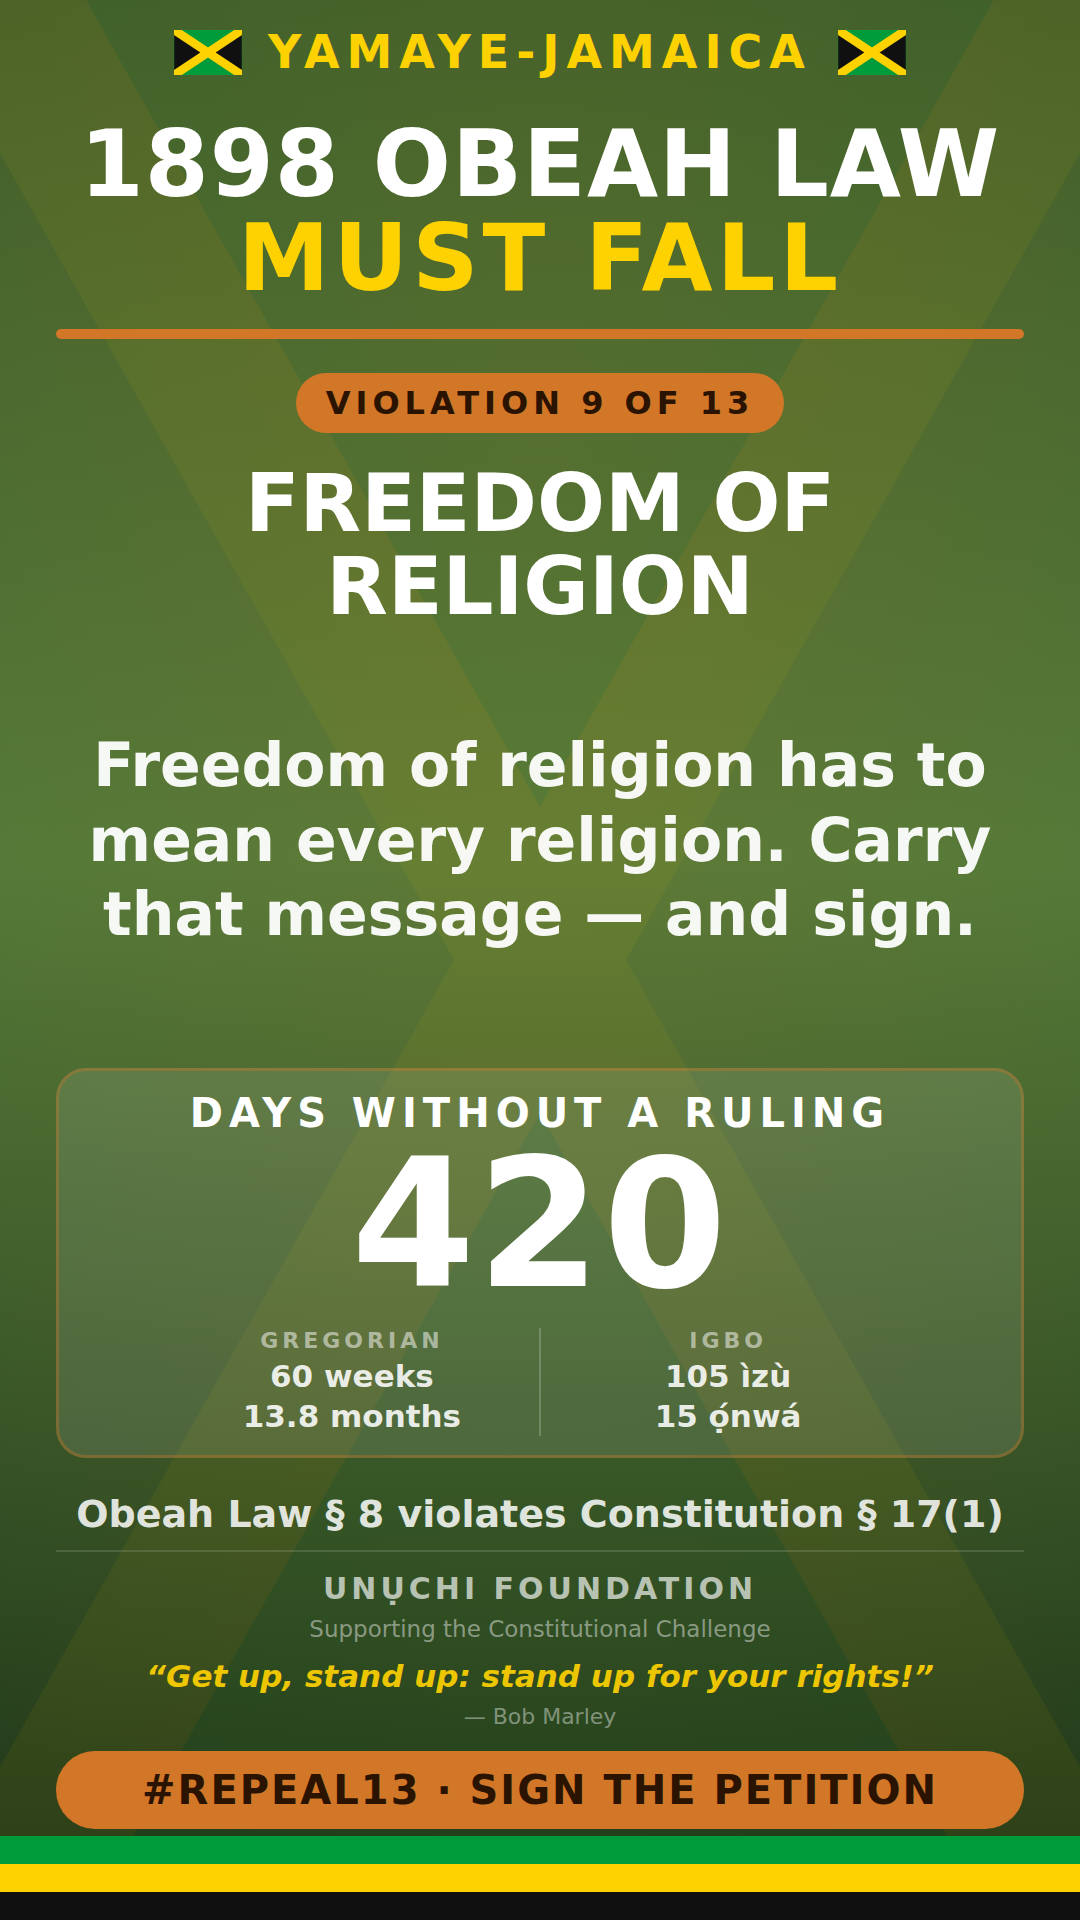 YAMAYE-JAMAICA
1898 OBEAH LAW
MUST FALL
VIOLATION 9 OF 13
FREEDOM OF
RELIGION
Freedom of religion has to
mean every religion. Carry
that message — and sign.
DAYS WITHOUT A RULING
420
GREGORIAN
60 weeks
13.8 months
IGBO
105 ìzù
15 ọ́nwá
Obeah Law § 8 violates Constitution § 17(1)
UNỤCHI FOUNDATION
Supporting the Constitutional Challenge
“Get up, stand up: stand up for your rights!”
— Bob Marley
#REPEAL13 · SIGN THE PETITION